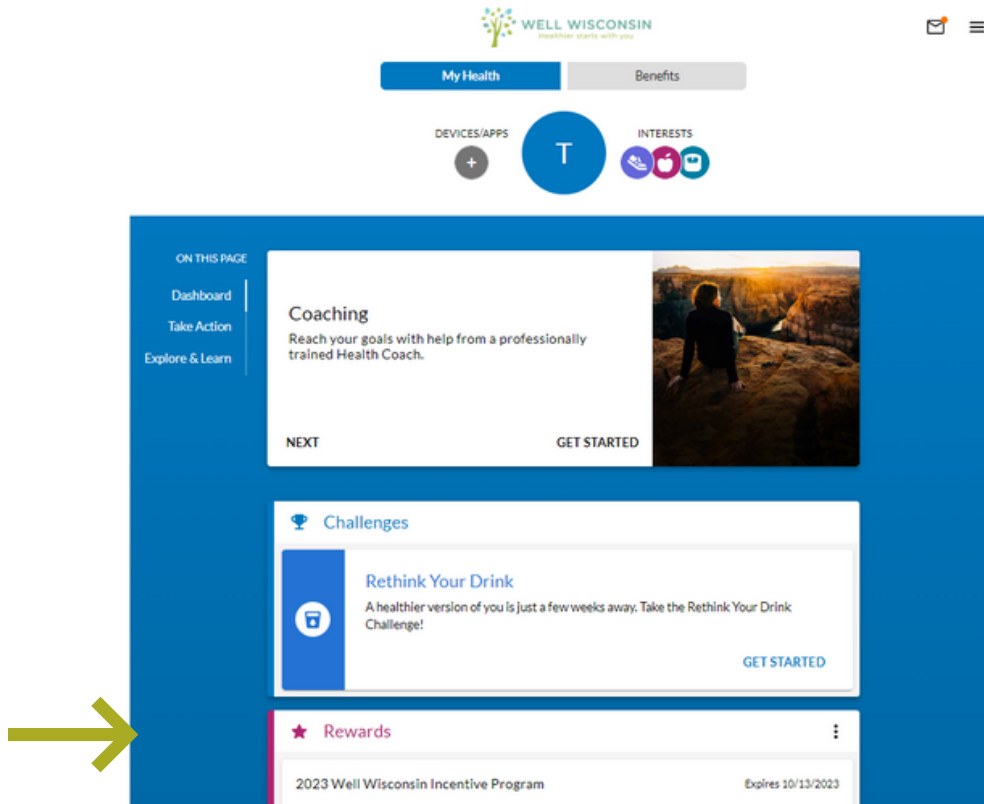 WELL WISCONSIN
Healthier starts with you
My Health
Benefits
DEVICES/APPS
T
INTERESTS
ON THIS PAGE
Dashboard
Take Action
Explore & Learn
Coaching
Reach your goals with help from a professionally
trained Health Coach.
NEXT
GET STARTED
Challenges
Rethink Your Drink
A healthier version of you is just a few weeks away. Take the Rethink Your Drink
Challenge!
GET STARTED
Rewards
2023 Well Wisconsin Incentive Program
Expires 10/13/2023